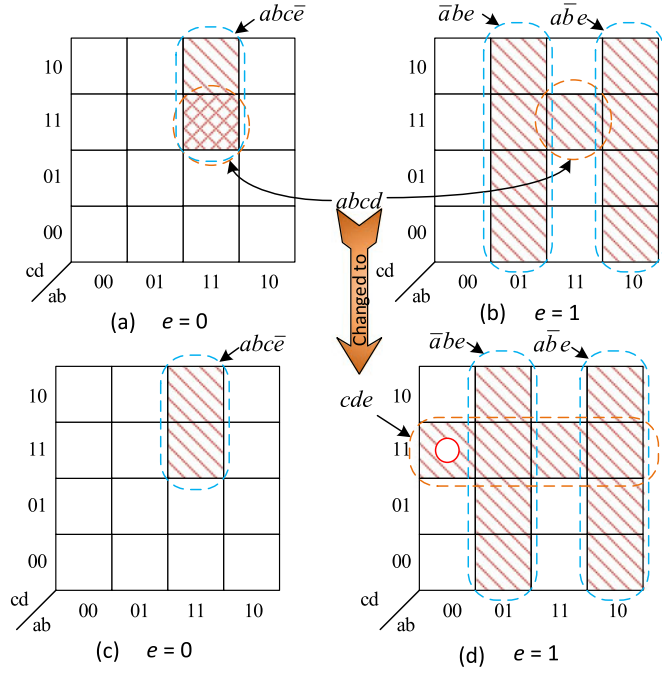 abce̅
a̅be
ab̅e
10
10
11
11
01
01
abcd
00
00
cd
cd
ab
00
01
11
10
ab
00
01
11
10
(a) e = 0
(b) e = 1
Changed to
abce̅
a̅be
ab̅e
cde
10
10
11
11
01
01
00
00
cd
cd
ab
00
01
11
10
ab
00
01
11
10
(c) e = 0
(d) e = 1